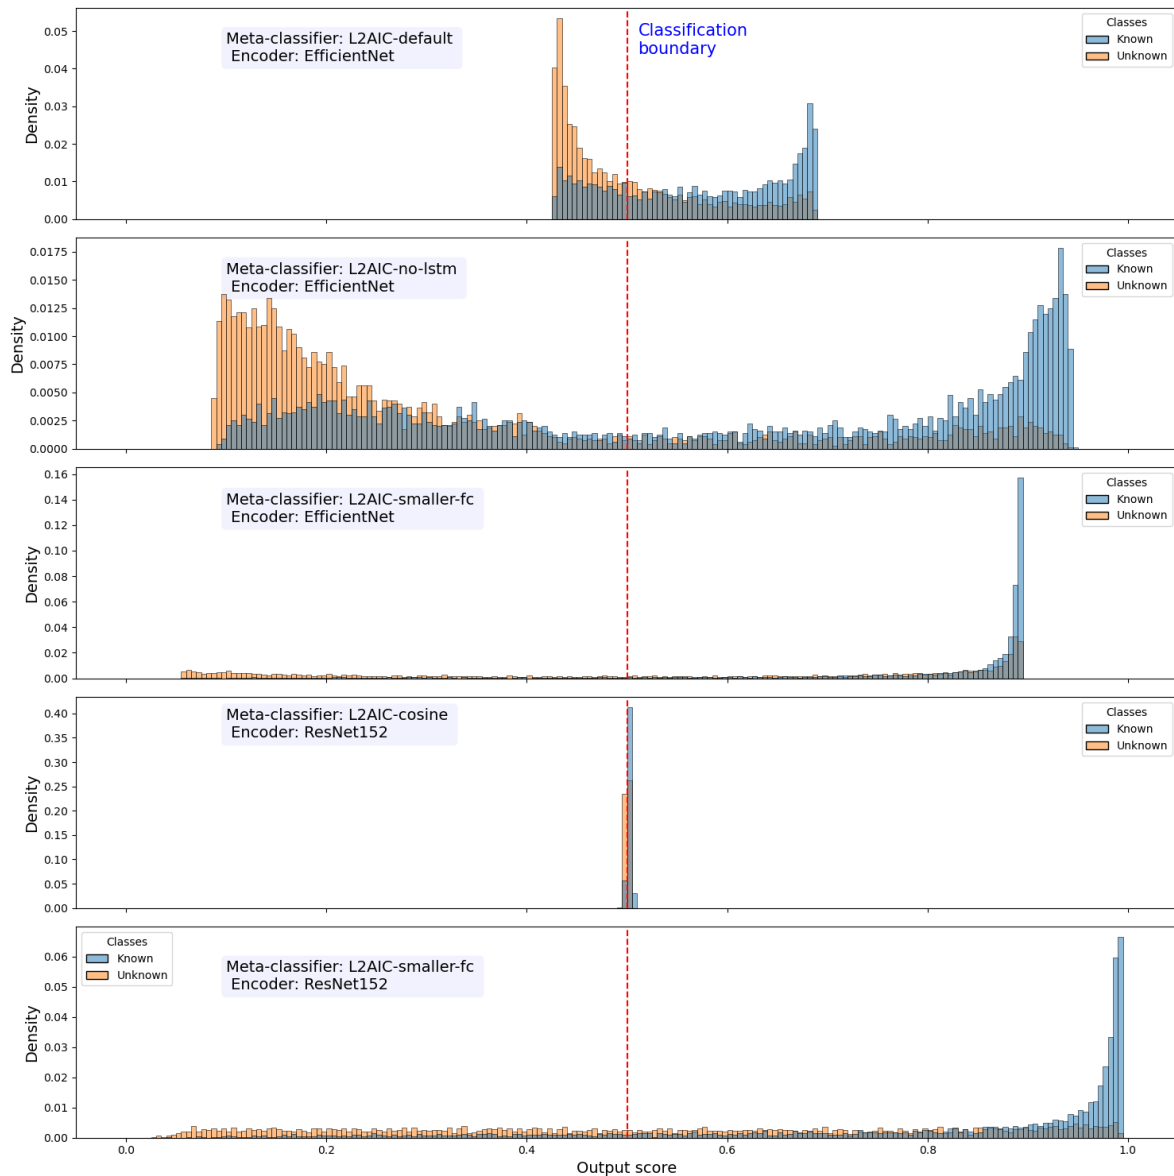 Meta-classifier: L2AIC-default
Encoder: EfficientNet
Classification
boundary
Classes
Known
Unknown
Density
0.05
0.04
0.03
0.02
0.01
0.00
Meta-classifier: L2AIC-no-lstm
Encoder: EfficientNet
Classes
Known
Unknown
Density
0.0175
0.0150
0.0125
0.0100
0.0075
0.0050
0.0025
0.0000
Meta-classifier: L2AIC-smaller-fc
Encoder: EfficientNet
Classes
Known
Unknown
Density
0.16
0.14
0.12
0.10
0.08
0.06
0.04
0.02
0.00
Meta-classifier: L2AIC-cosine
Encoder: ResNet152
Classes
Known
Unknown
Density
0.40
0.35
0.30
0.25
0.20
0.15
0.10
0.05
0.00
Classes
Known
Unknown
Meta-classifier: L2AIC-smaller-fc
Encoder: ResNet152
Density
0.06
0.05
0.04
0.03
0.02
0.01
0.00
0.0 0.2 0.4 0.6 0.8 1.0
Output score